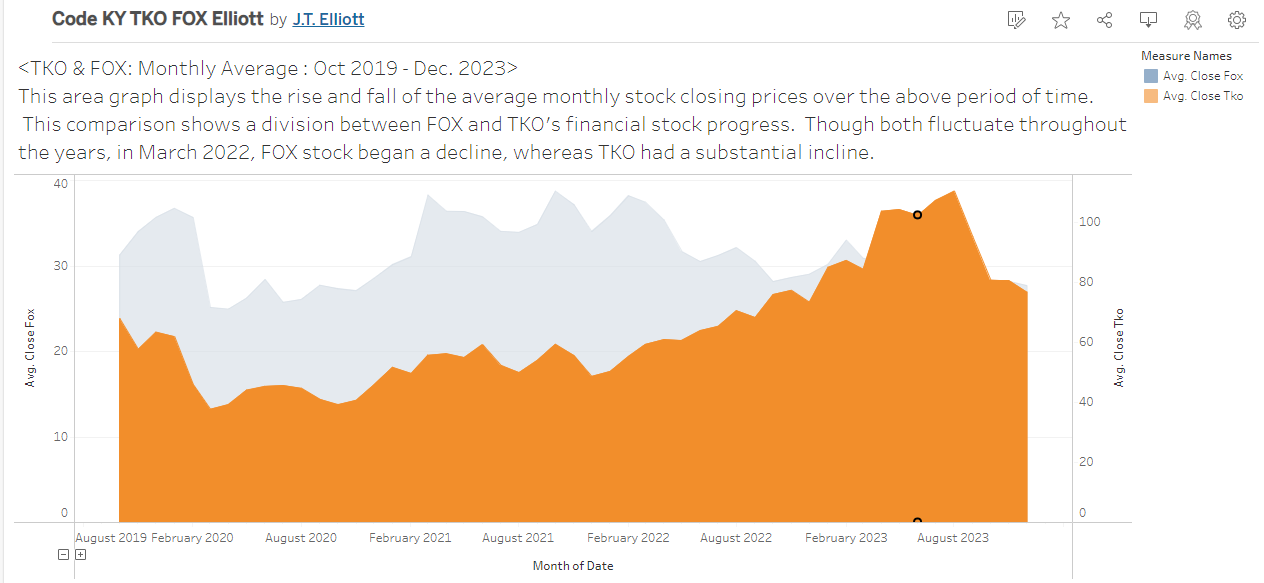 Code KY TKO FOX Elliott by J.T. Elliott
<TKO & FOX: Monthly Average : Oct 2019 - Dec. 2023>
This area graph displays the rise and fall of the average monthly stock closing prices over the above period of time.
This comparison shows a division between FOX and TKO's financial stock progress. Though both fluctuate throughout
the years, in March 2022, FOX stock began a decline, whereas TKO had a substantial incline.
Measure Names
Avg. Close Fox
Avg. Close Tko
40
30
20
10
0
Avg. Close Fox
100
80
60
40
20
0
Avg. Close Tko
August 2019 February 2020 August 2020 February 2021 August 2021 February 2022 August 2022 February 2023 August 2023
Month of Date